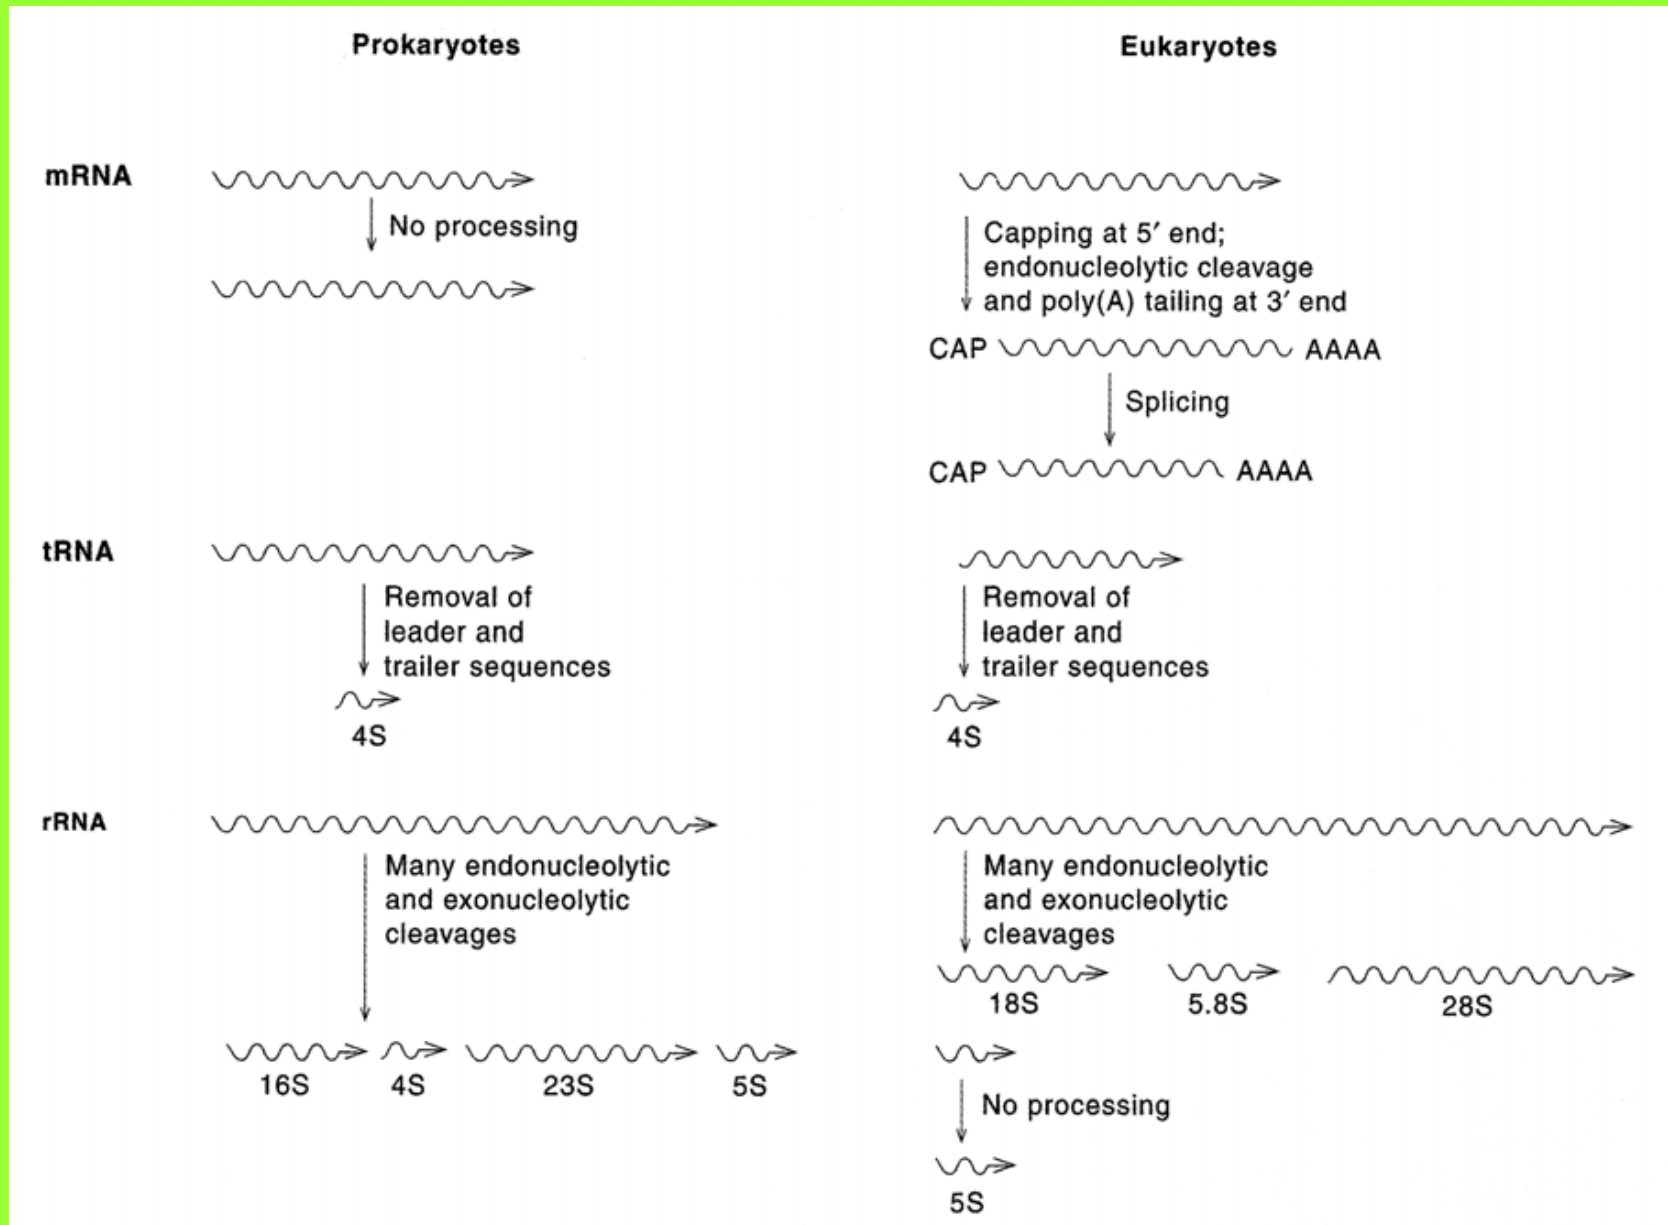 Prokaryotes
Eukaryotes
mRNA
No processing
Capping at 5′ end;
endonucleolytic cleavage
and poly(A) tailing at 3′ end
CAP AAAA
Splicing
CAP AAAA
tRNA
Removal of
leader and
trailer sequences
4S
Removal of
leader and
trailer sequences
4S
rRNA
Many endonucleolytic
and exonucleolytic
cleavages
16S 4S 23S 5S
Many endonucleolytic
and exonucleolytic
cleavages
18S 5.8S 28S
No processing
5S